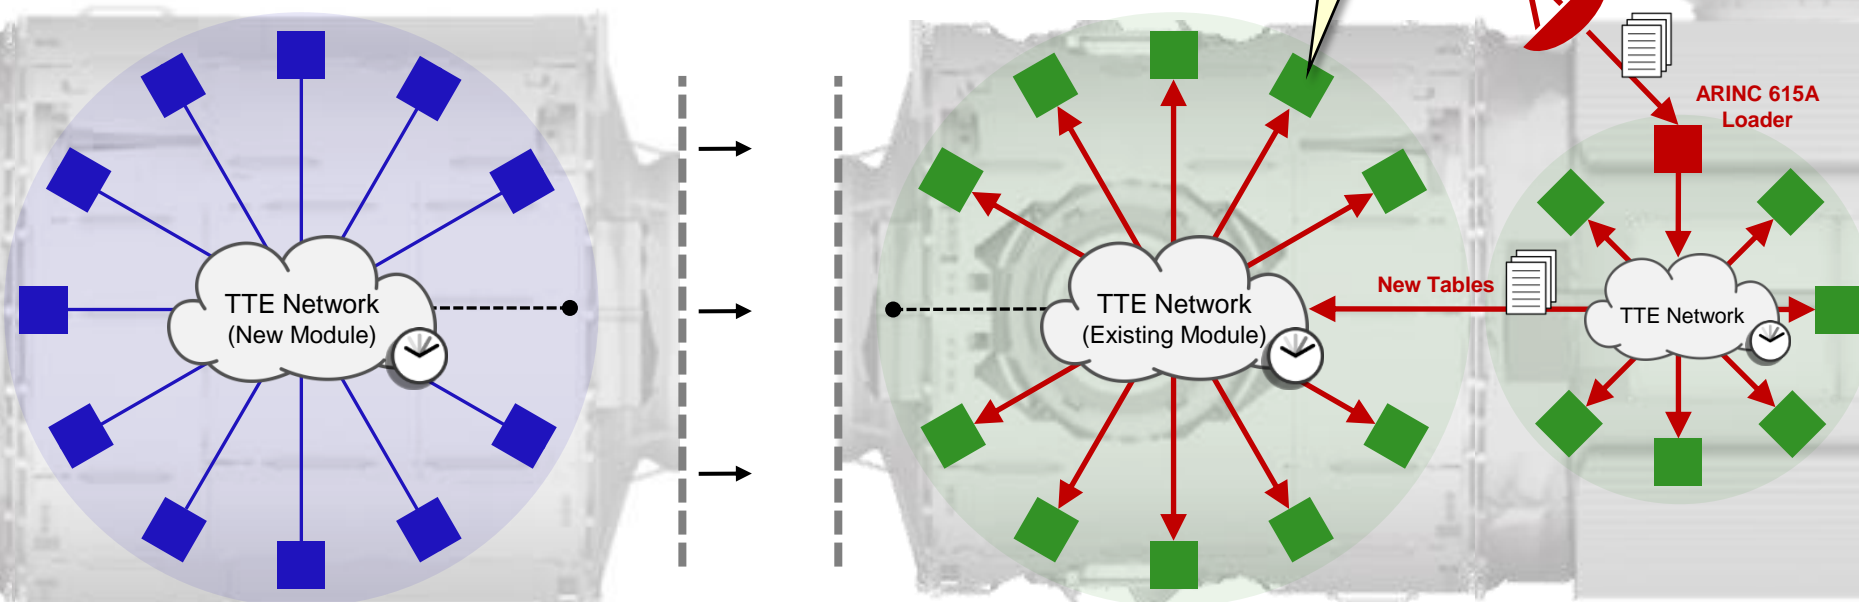 TTE Network
(New Module)
TTE Network
(Existing Module)
New Tables
ARINC 615A
Loader
TTE Network